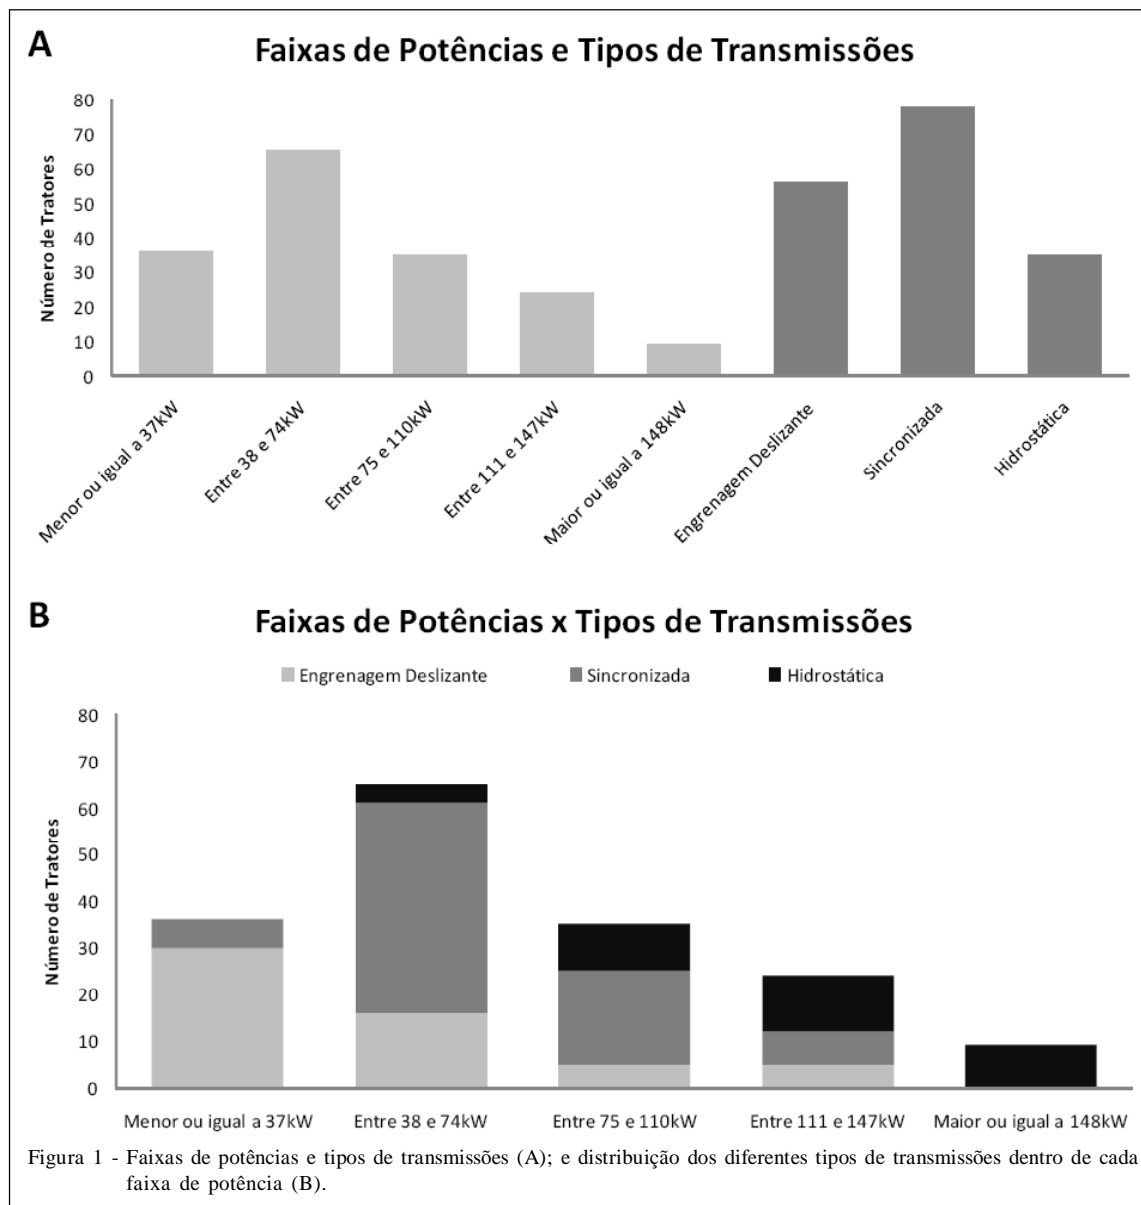 A
Faixas de Potências e Tipos de Transmissões
Número de Tratores
80
70
60
50
40
30
20
10
0
Menor ou igual a 37kW
Entre 38 e 74kW
Entre 75 e 110kW
Entre 111 e 147kW
Maior ou igual a 148kW
Engrenagem Deslizante
Sincronizada
Hidrostática
B
Faixas de Potências x Tipos de Transmissões
Engrenagem Deslizante Sincronizada Hidrostática
Número de Tratores
80
70
60
50
40
30
20
10
0
Menor ou igual a 37kW Entre 38 e 74kW Entre 75 e 110kW Entre 111 e 147kW Maior ou igual a 148kW
Figura 1 - Faixas de potências e tipos de transmissões (A); e distribuição dos diferentes tipos de transmissões dentro de cada
faixa de potência (B).